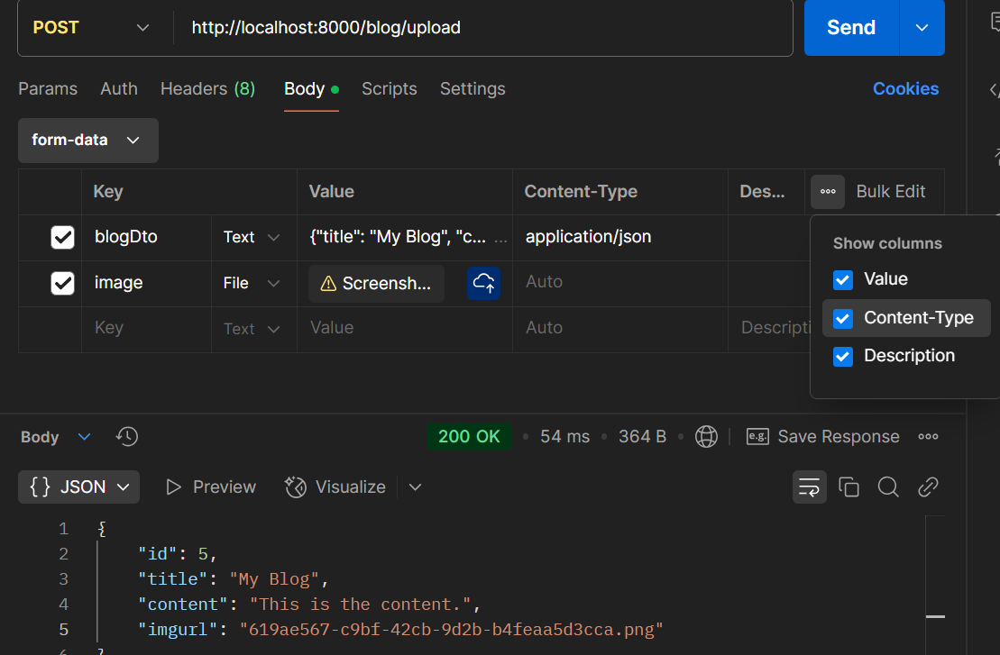 POST http://localhost:8000/blog/upload Send
Params Auth Headers (8) Body Scripts Settings Cookies
form-data
Key Value Content-Type Des... Bulk Edit
blogDto Text {"title": "My Blog", "c... ... application/json
Show columns
Value
image File Screensh... Auto
Content-Type
Key Text Value Auto Descripti
Description
Body 200 OK 54 ms 364 B e.g. Save Response
{} JSON Preview Visualize
1 {
2 "id": 5,
3 "title": "My Blog",
4 "content": "This is the content.",
5 "imgurl": "619ae567-c9bf-42cb-9d2b-b4feaa5d3cca.png"
6 }